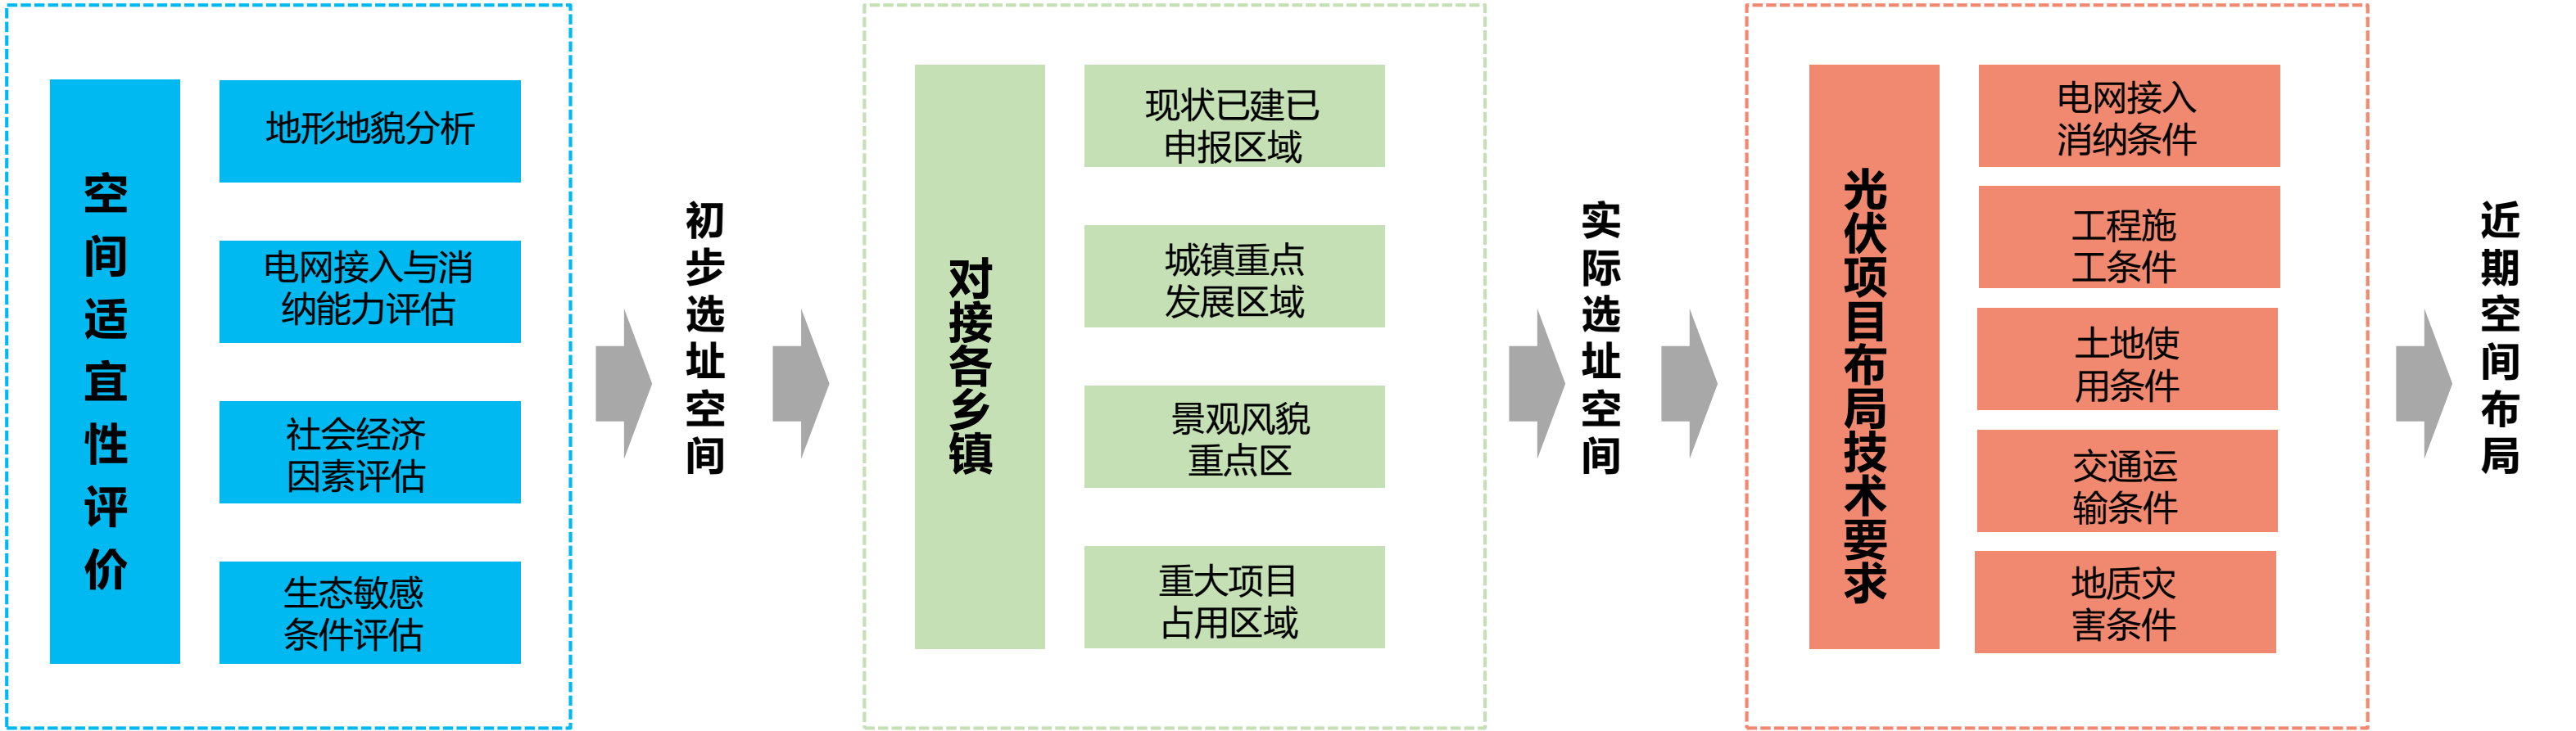 空间适宜性评价
地形地貌分析
电网接入与消
纳能力评估
社会经济
因素评估
生态敏感
条件评估
初步选址空间
对接各乡镇
现状已建已
申报区域
城镇重点
发展区域
景观风貌
重点区
重大项目
占用区域
实际选址空间
光伏项目布局技术要求
电网接入
消纳条件
工程施
工条件
土地使
用条件
交通运
输条件
地质灾
害条件
近期空间布局